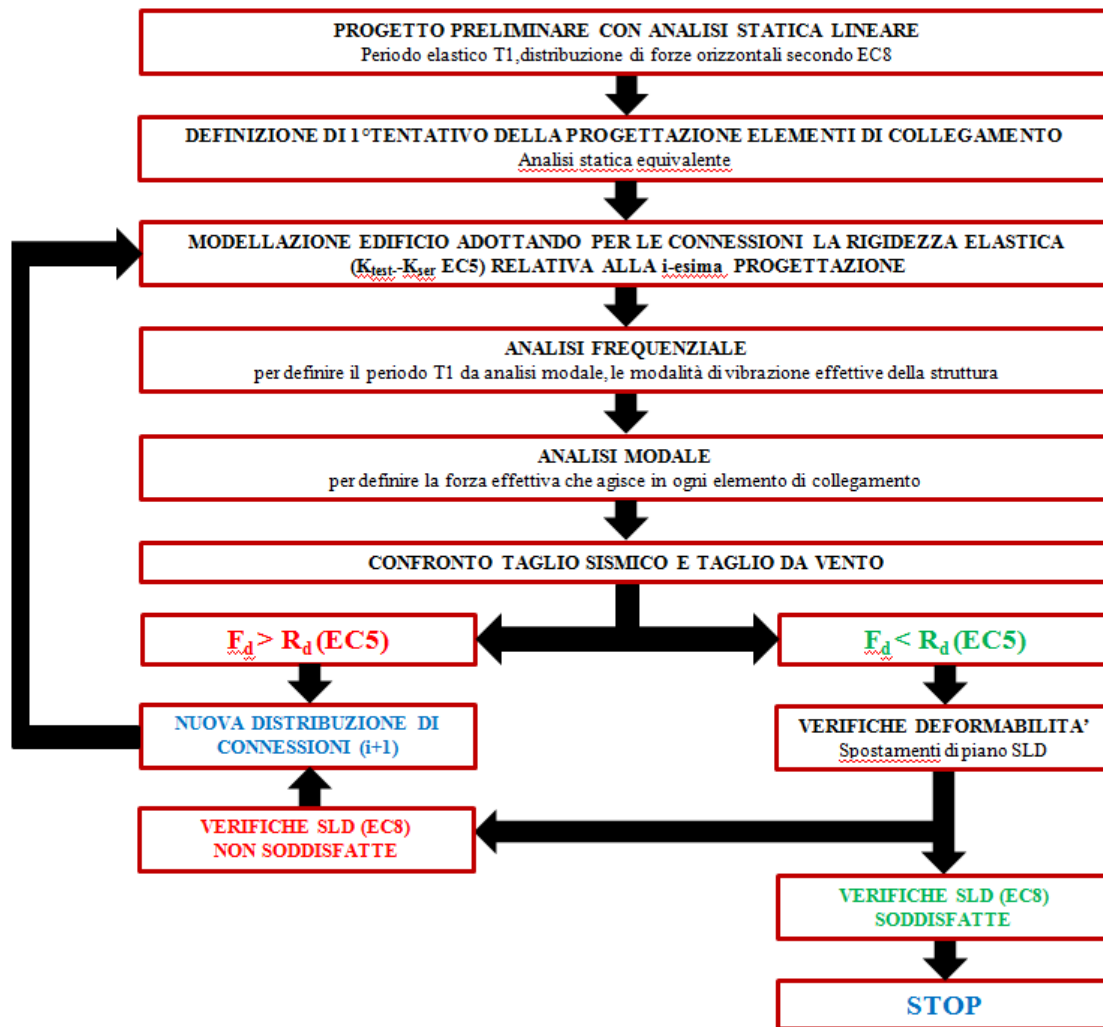 PROGETTO PRELIMINARE CON ANALISI STATICA LINEARE
Periodo elastico T1,distribuzione di forze orizzontali secondo EC8
DEFINIZIONE DI 1°TENTATIVO DELLA PROGETTAZIONE ELEMENTI DI COLLEGAMENTO
Analisi statica equivalente
MODELLAZIONE EDIFICIO ADOTTANDO PER LE CONNESSIONI LA RIGIDEZZA ELASTICA
(Ktest-Kser EC5) RELATIVA ALLA i-esima PROGETTAZIONE
ANALISI FREQUENZIALE
per definire il periodo T1 da analisi modale,le modalità di vibrazione effettive della struttura
ANALISI MODALE
per definire la forza effettiva che agisce in ogni elemento di collegamento
CONFRONTO TAGLIO SISMICO E TAGLIO DA VENTO
Fd > Rd (EC5)
Fd < Rd (EC5)
NUOVA DISTRIBUZIONE DI
CONNESSIONI (i+1)
VERIFICHE DEFORMABILITA’
Spostamenti di piano SLD
VERIFICHE SLD (EC8)
NON SODDISFATTE
VERIFICHE SLD (EC8)
SODDISFATTE
STOP